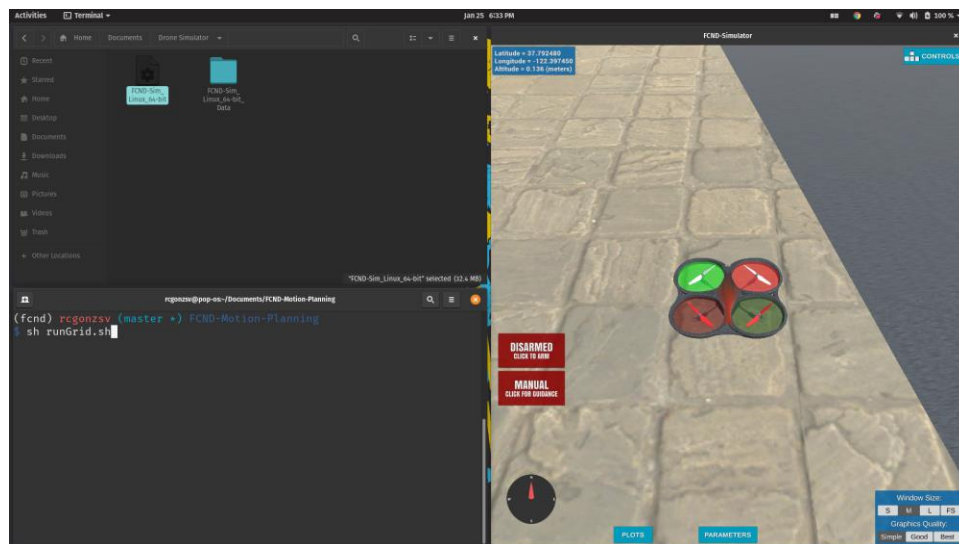 Activities
Terminal
Jan 25 6:33 PM
100 %
Home Documents Drone Simulator
Recent
Starred
Home
Desktop
Documents
Downloads
Music
Pictures
Videos
Trash
+ Other Locations
FCND-Sim_
Linux_64-bit
FCND-Sim_
Linux_64-bit_
Data
"FCND-Sim_Linux_64-bit" selected (32.4 MB)
rcgonzsv@pop-os:~/Documents/FCND-Motion-Planning
(fcnd) rcgonzsv (master +) FCND-Motion-Planning
$ sh runGrid.sh
FCND-Simulator
Latitude = 37.792480
Longitude = -122.397450
Altitude = 0.136 (meters)
CONTROLS
DISARMED
CLICK TO ARM
MANUAL
CLICK FOR GUIDANCE
PLOTS
PARAMETERS
Window Size:
S M L FS
Graphics Quality:
Simple Good Best